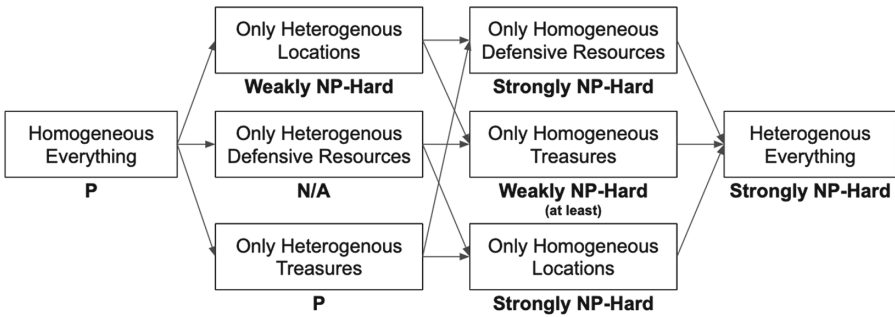 Homogeneous
Everything
P
Only Heterogenous
Locations
Weakly NP-Hard
Only Heterogenous
Defensive Resources
N/A
Only Heterogenous
Treasures
P
Only Homogeneous
Defensive Resources
Strongly NP-Hard
Only Homogeneous
Treasures
Weakly NP-Hard
(at least)
Only Homogeneous
Locations
Strongly NP-Hard
Heterogenous
Everything
Strongly NP-Hard